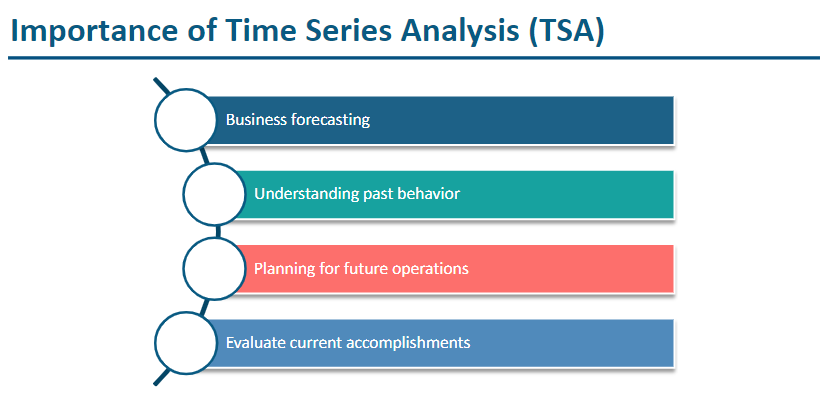 Importance of Time Series Analysis (TSA)
Business forecasting
Understanding past behavior
Planning for future operations
Evaluate current accomplishments